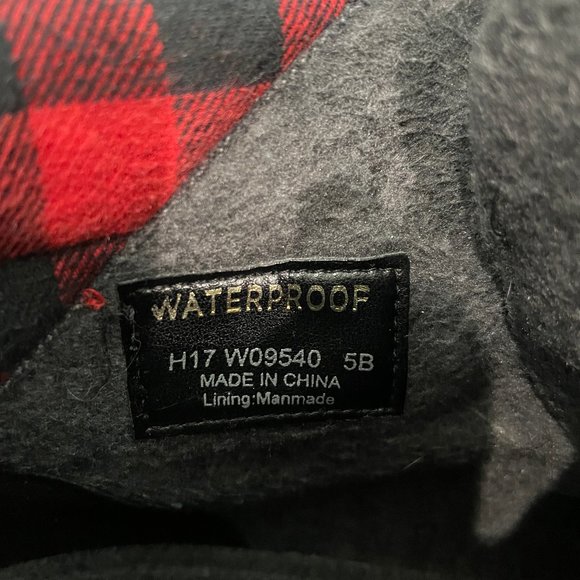 WATERPROOF
H17 W09540 5B
MADE IN CHINA
Lining:Manmade